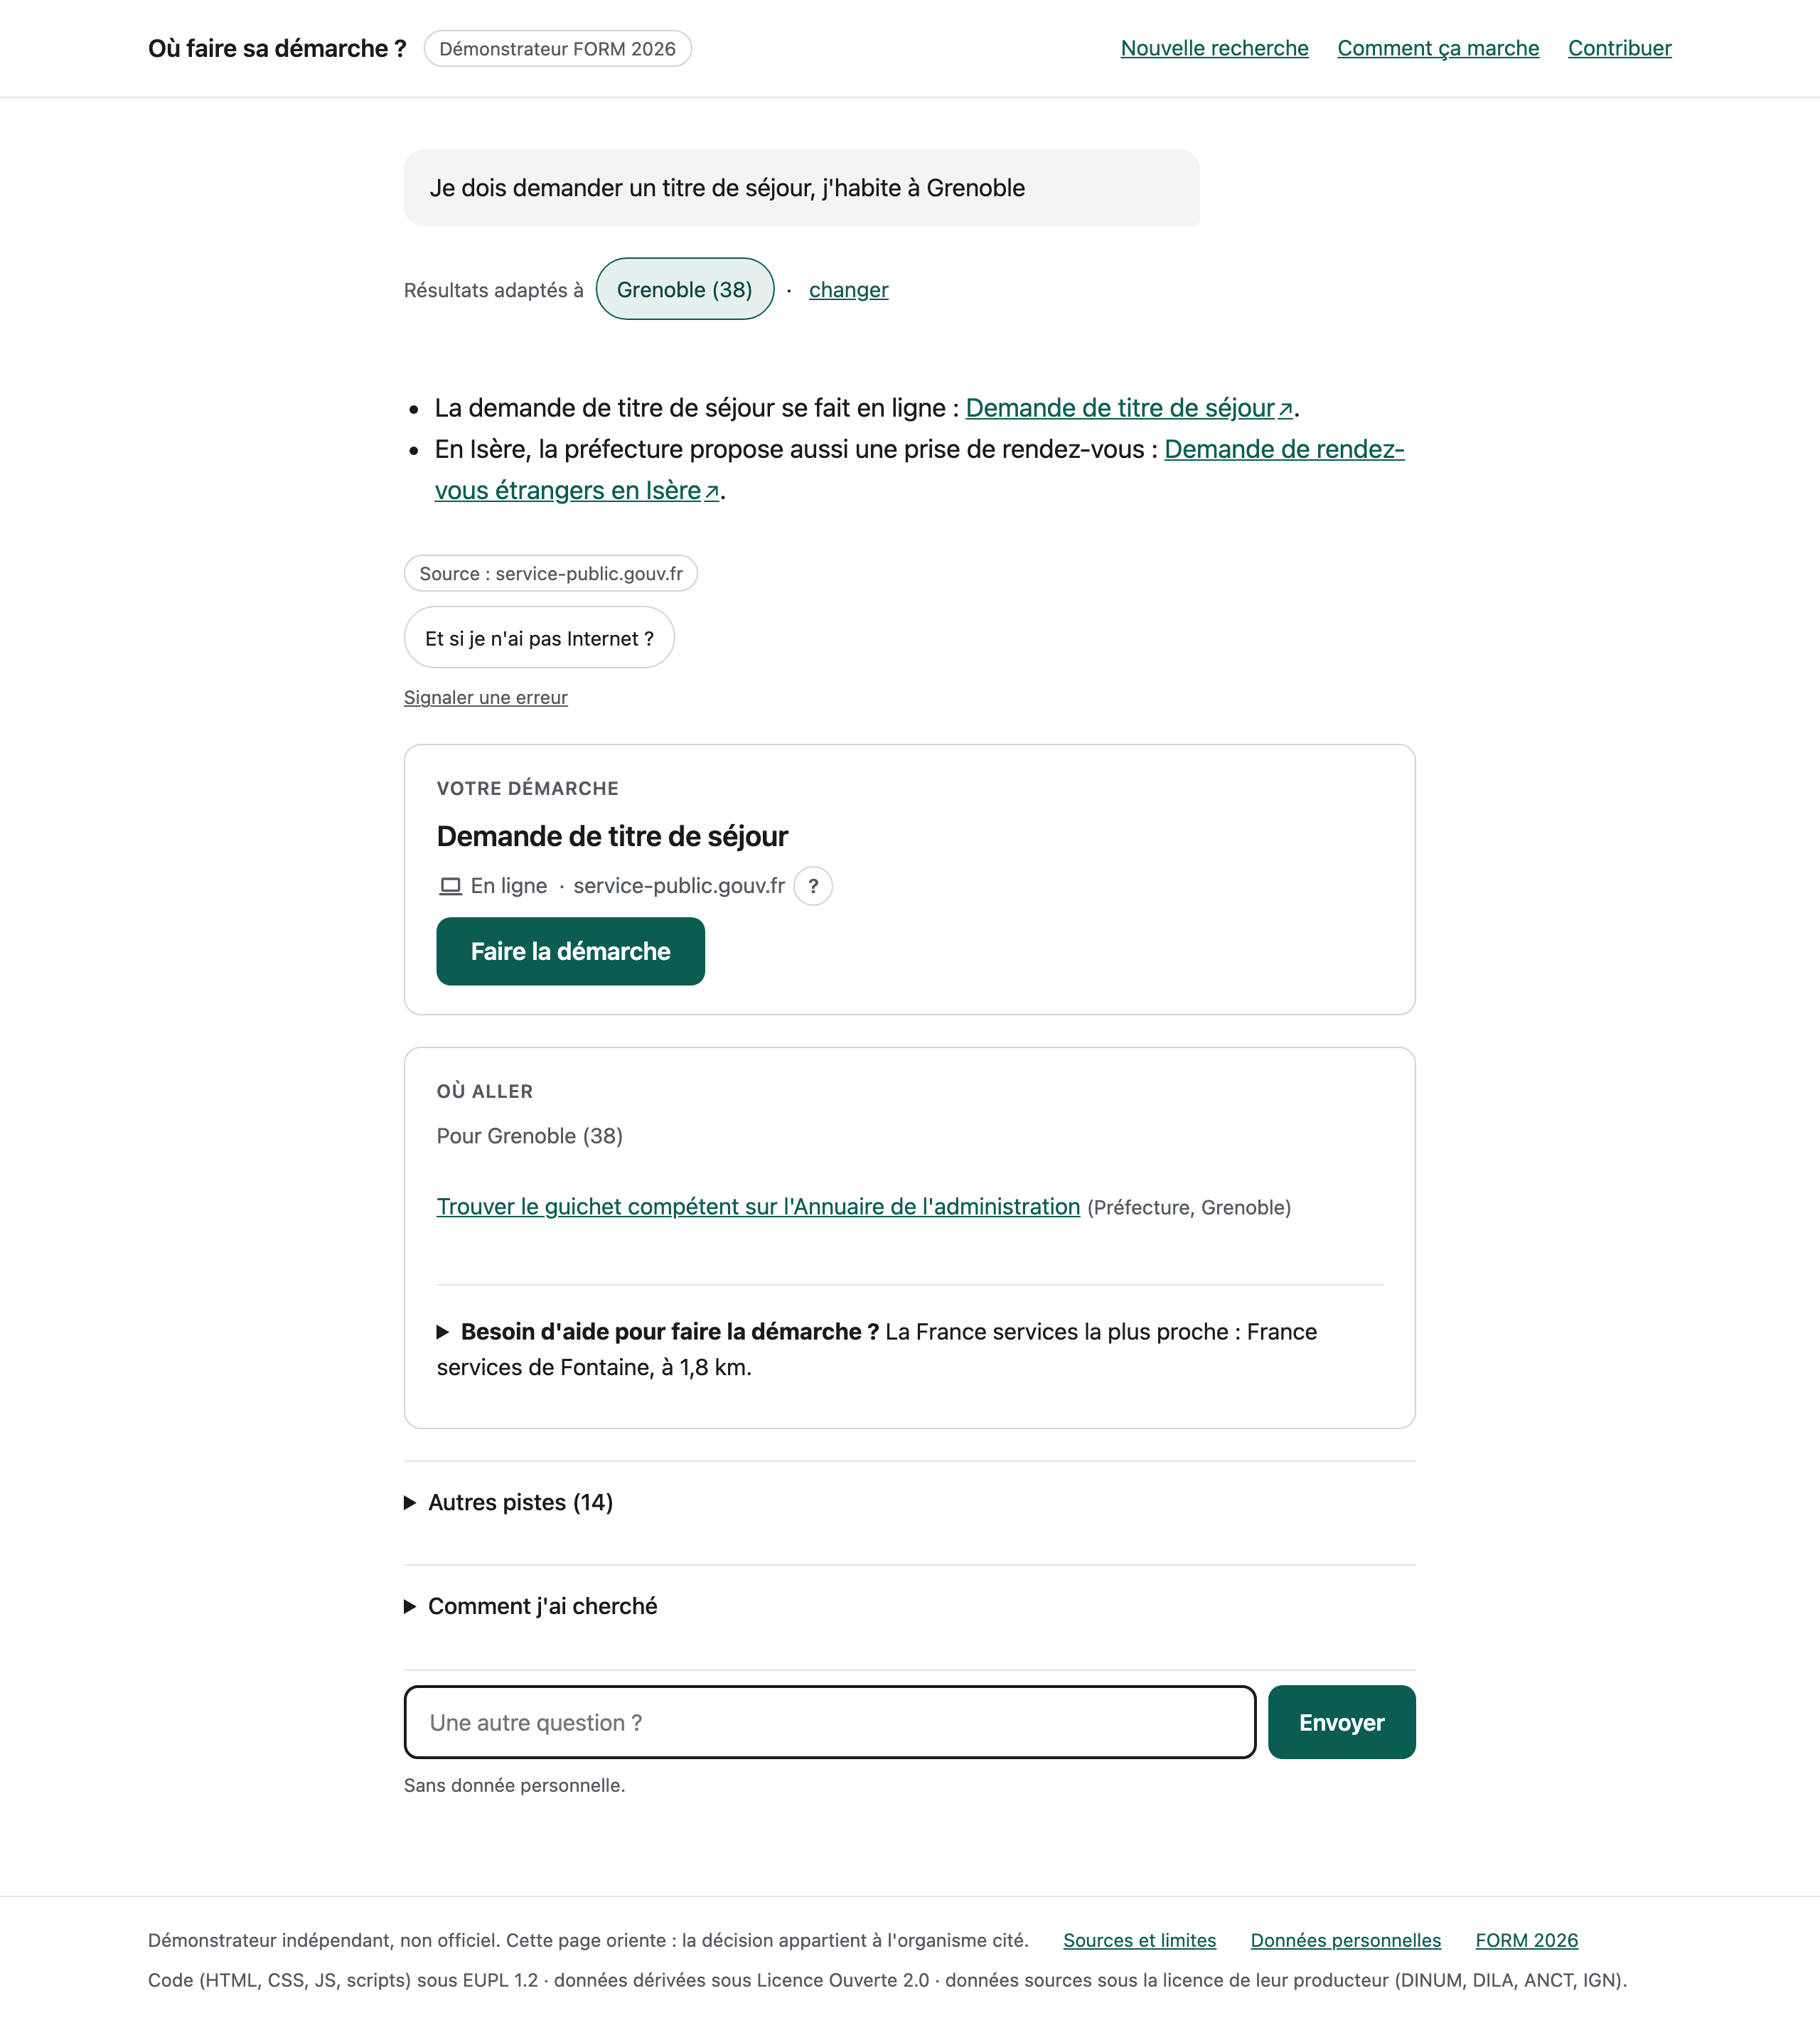 Où faire sa démarche ?
Démonstrateur FORM 2026
Nouvelle recherche
Comment ça marche
Contribuer
Je dois demander un titre de séjour, j'habite à Grenoble
Résultats adaptés à Grenoble (38) · changer
• La demande de titre de séjour se fait en ligne : Demande de titre de séjour↗.
• En Isère, la préfecture propose aussi une prise de rendez-vous : Demande de rendez-
vous étrangers en Isère↗.
Source : service-public.gouv.fr
Et si je n'ai pas Internet ?
Signaler une erreur
VOTRE DÉMARCHE
Demande de titre de séjour
En ligne · service-public.gouv.fr ?
Faire la démarche
OÙ ALLER
Pour Grenoble (38)
Trouver le guichet compétent sur l'Annuaire de l'administration (Préfecture, Grenoble)
▶ Besoin d'aide pour faire la démarche ? La France services la plus proche : France
services de Fontaine, à 1,8 km.
▶ Autres pistes (14)
▶ Comment j'ai cherché
Une autre question ?
Envoyer
Sans donnée personnelle.
Démonstrateur indépendant, non officiel. Cette page oriente : la décision appartient à l'organisme cité.
Sources et limites
Données personnelles
FORM 2026
Code (HTML, CSS, JS, scripts) sous EUPL 1.2 · données dérivées sous Licence Ouverte 2.0 · données sources sous la licence de leur producteur (DINUM, DILA, ANCT, IGN).